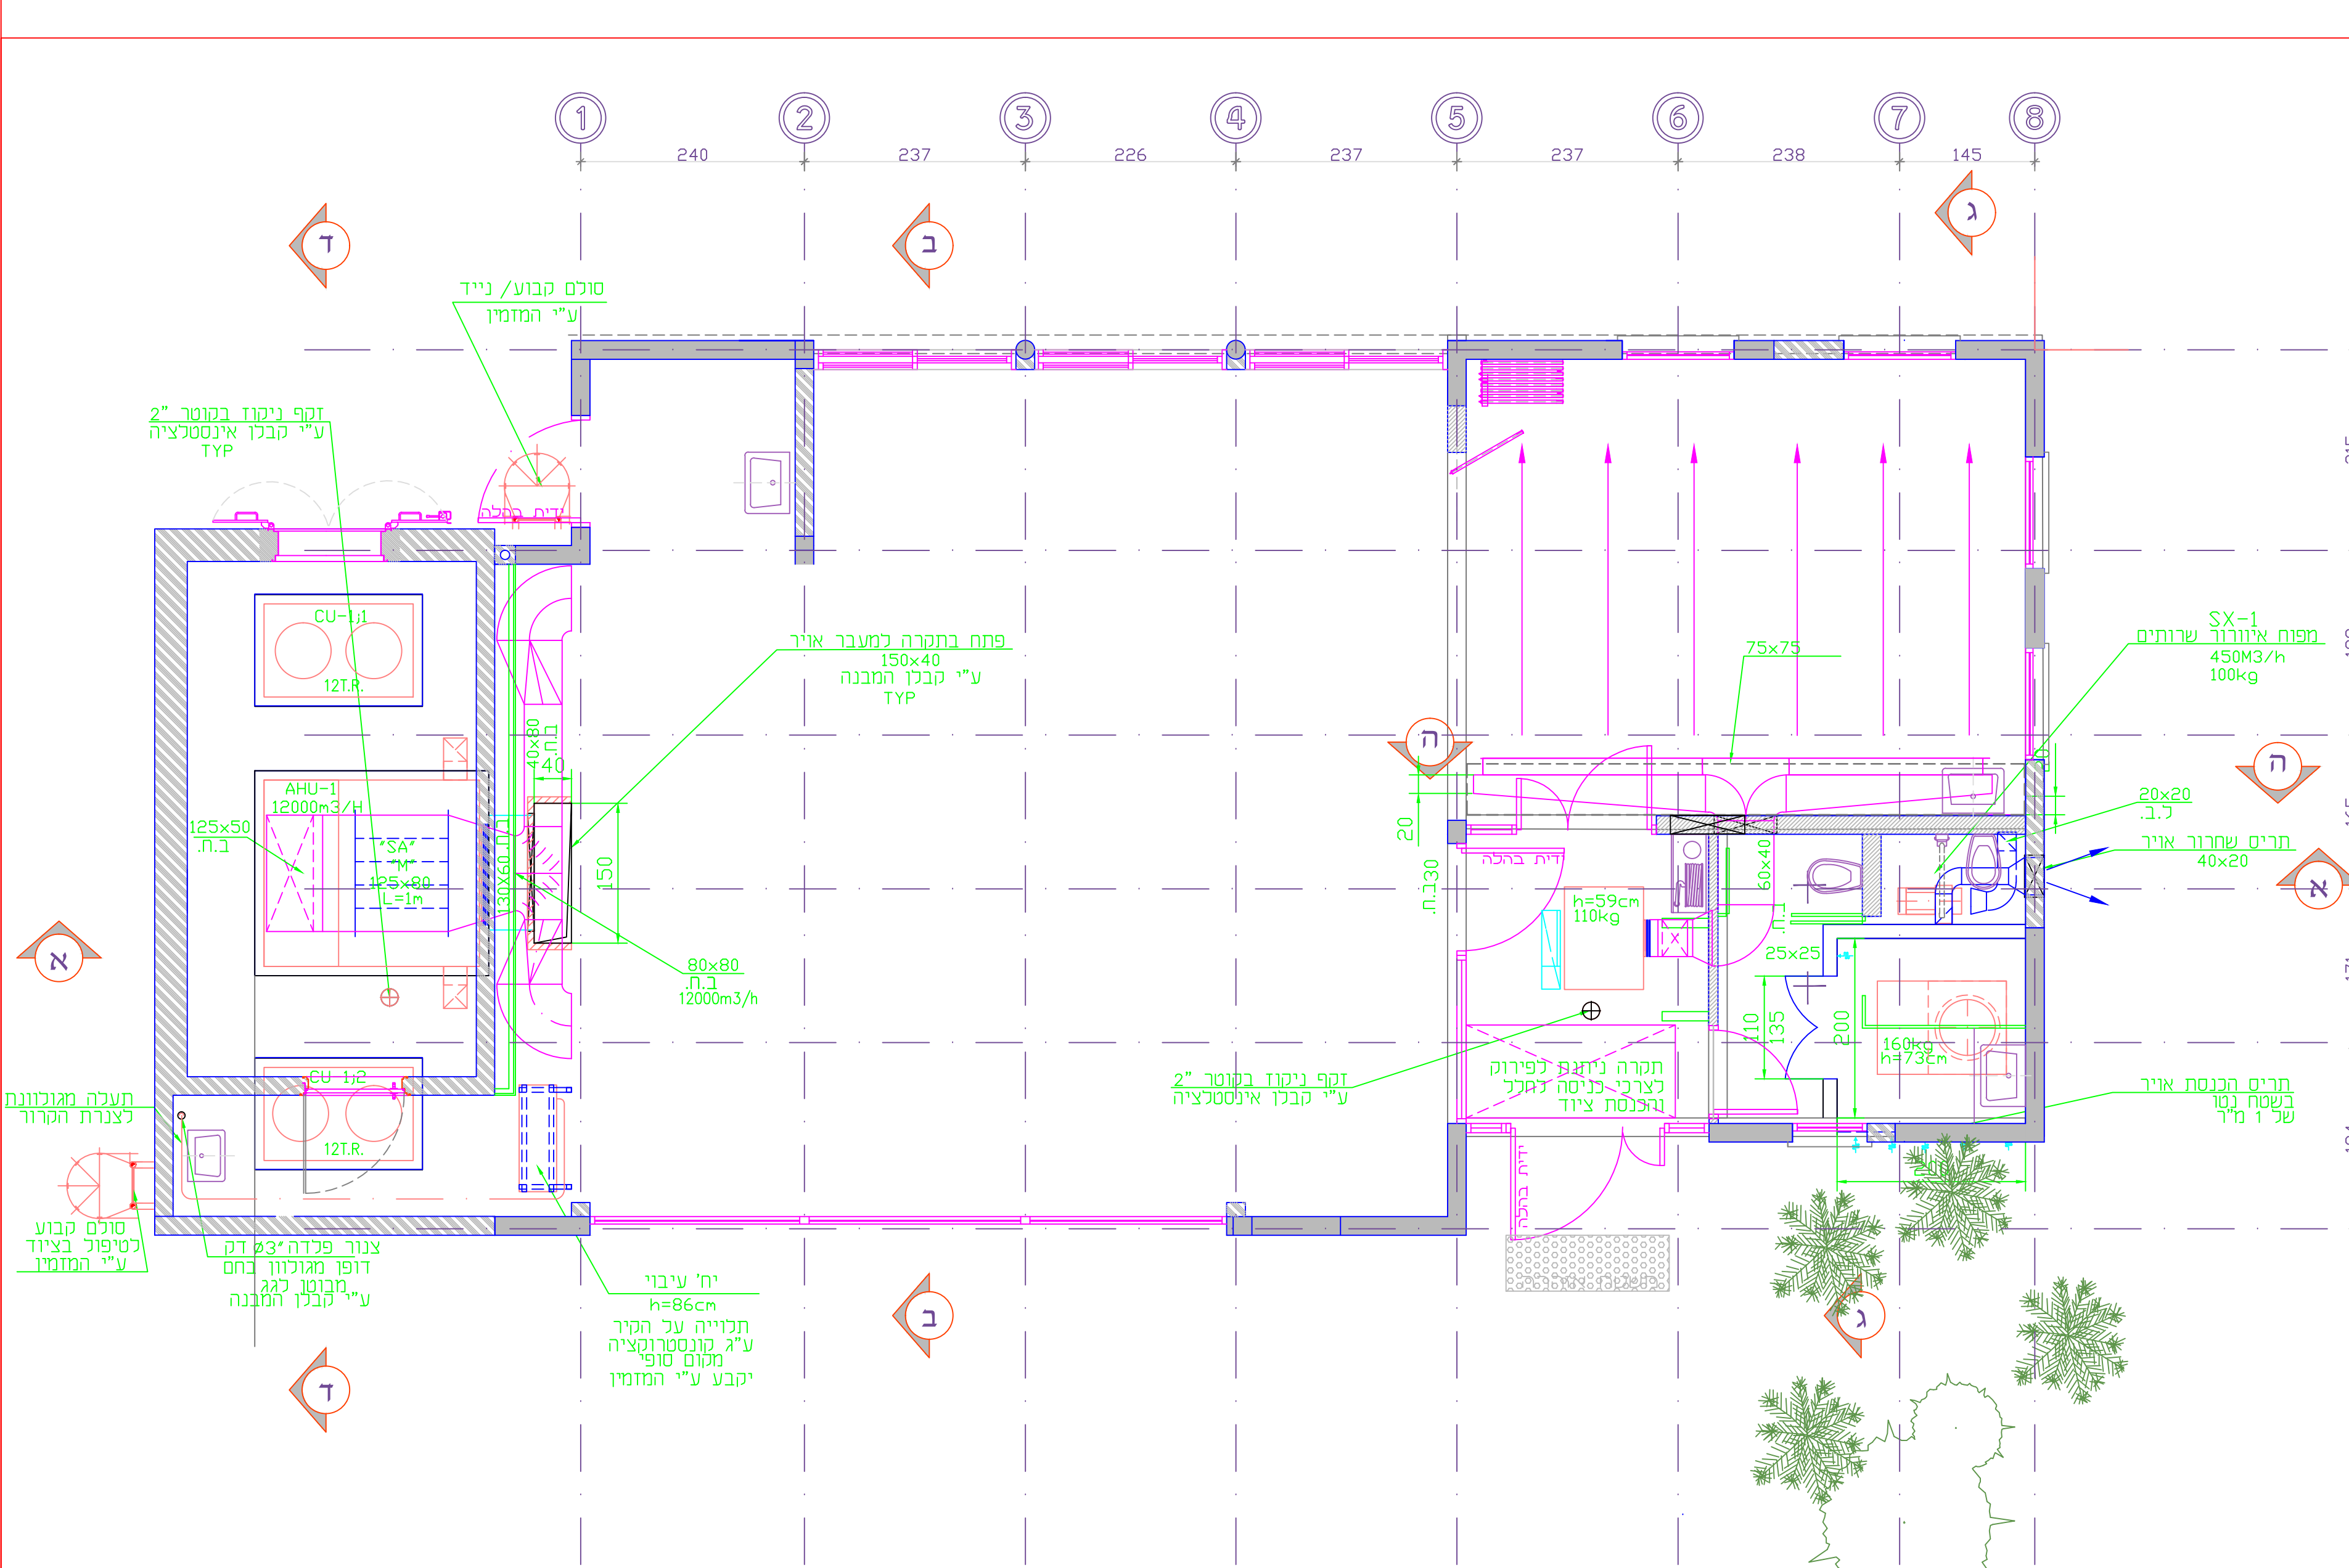 1 2 3 4 5 6 7 8
240 237 226 237 237 238 145
ד
ב
ג
סולם קבוע/ נייד
ע"י המזמין
זקף ניקוז בקוטר 2"
ע"י קבלן אינסטלציה
TYP
ידית בהלה
CU-1;1
12T.R.
פתח בתקרה למעבר אויר
150x40
ע"י קבלן המבנה
TYP
75x75
SX-1
מפוח איוורור שרותים
450M3/h
100kg
40x80
ב.ח.
40
ה
ה
AHU-1
12000m3/H
125x50
ב.ח.
"SA"
"M"
125x80
L=1m
130X60 ב.ח.
150
20
ב.ח.30
ידית בהלה
60x40
ב.ח.
20x20
ל.ב.
תריס שחרור אויר
40x20
h=59cm
110kg
25x25
א
א
80x80
ב.ח.
12000m3/h
110
135
200
160kg
h=73cm
תקרה ניתנת לפירוק
לצרכי כניסה לחלל
והכנסת ציוד
זקף ניקוז בקוטר 2"
ע"י קבלן אינסטלציה
תריס הכנסת אויר
בשטח נטו
של 1 מ"ר
CU-1;2
12T.R.
תעלה מגולוונת
לצנרת הקרור
ידית בהלה
סולם קבוע
לטיפול בציוד
ע"י המזמין
צנור פלדה 3"ø דק
דופן מגולוון בחם
מבוטן לגג
ע"י קבלן המבנה
יח' עיבוי
h=86cm
תלוייה על הקיר
ע"ג קונסטרוקציה
מקום סופי
יקבע ע"י המזמין
ב
ג
ד